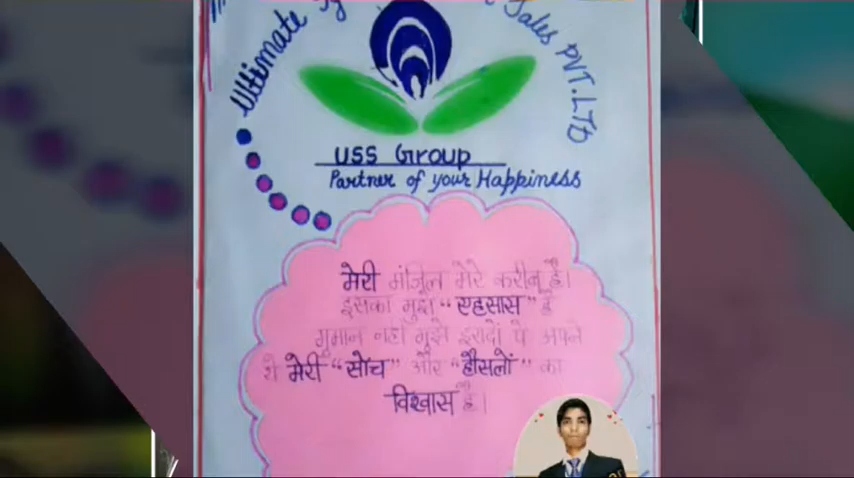 Ultimate
Sales PVT.LTD
USS Group
Partner of your Happiness
मेरी मंजिल मेरे करीब है।
इसका मुझे “एहसास” है
गुमान नहीं मुझे इरादों पे अपने
ये मेरी “सोच” और “हौसलों” का
विश्वास है।